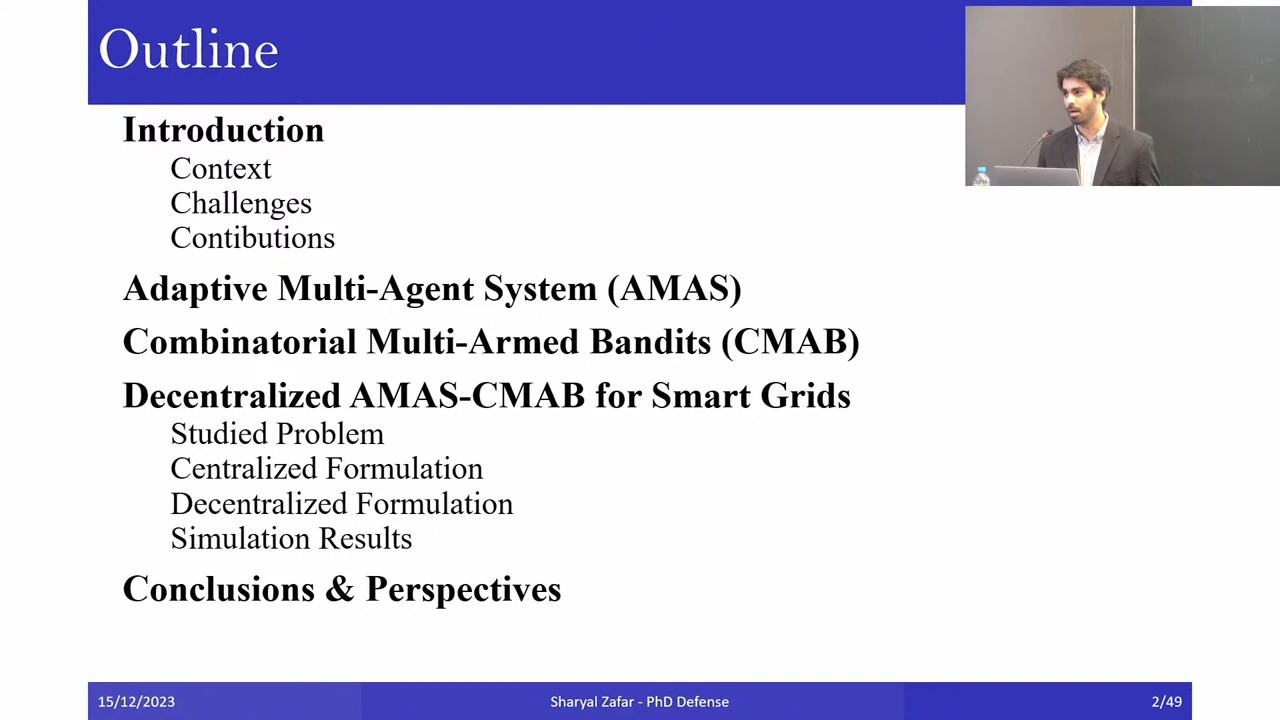 Outline
Introduction
Context
Challenges
Contibutions
Adaptive Multi-Agent System (AMAS)
Combinatorial Multi-Armed Bandits (CMAB)
Decentralized AMAS-CMAB for Smart Grids
Studied Problem
Centralized Formulation
Decentralized Formulation
Simulation Results
Conclusions & Perspectives
15/12/2023
Sharyal Zafar - PhD Defense
2/49